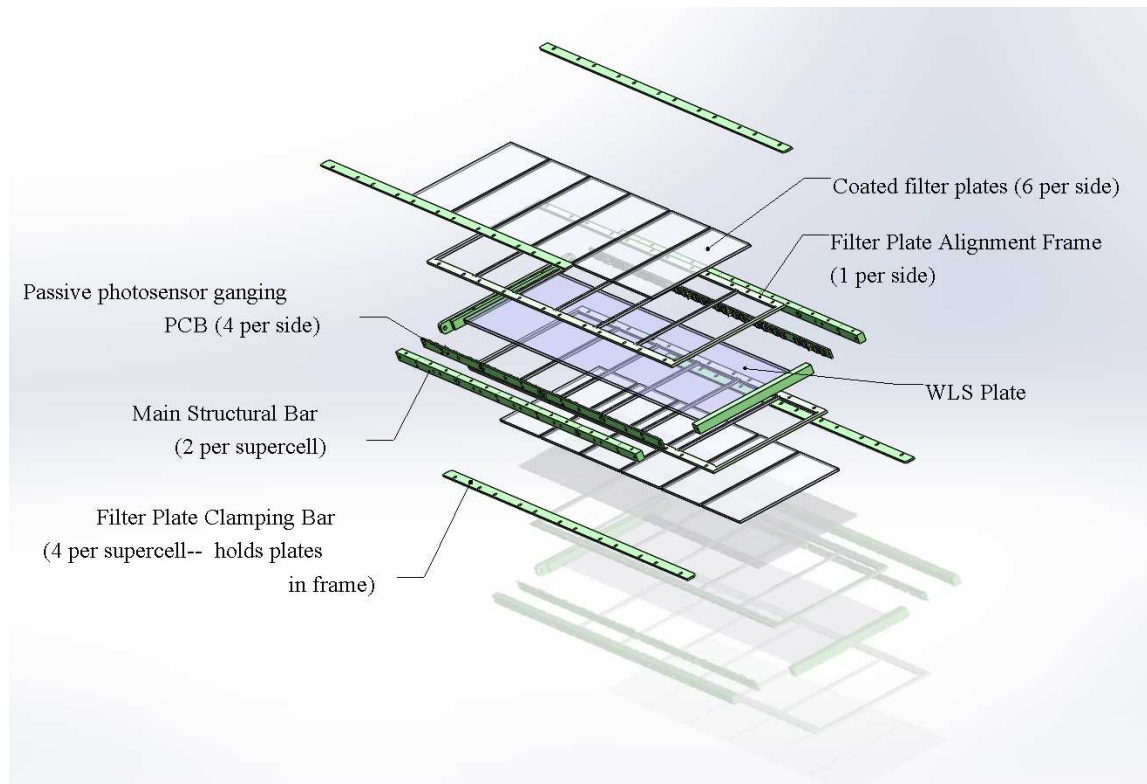 Coated filter plates (6 per side)
Filter Plate Alignment Frame
(1 per side)
Passive photosensor ganging
PCB (4 per side)
WLS Plate
Main Structural Bar
(2 per supercell)
Filter Plate Clamping Bar
(4 per supercell-- holds plates
in frame)